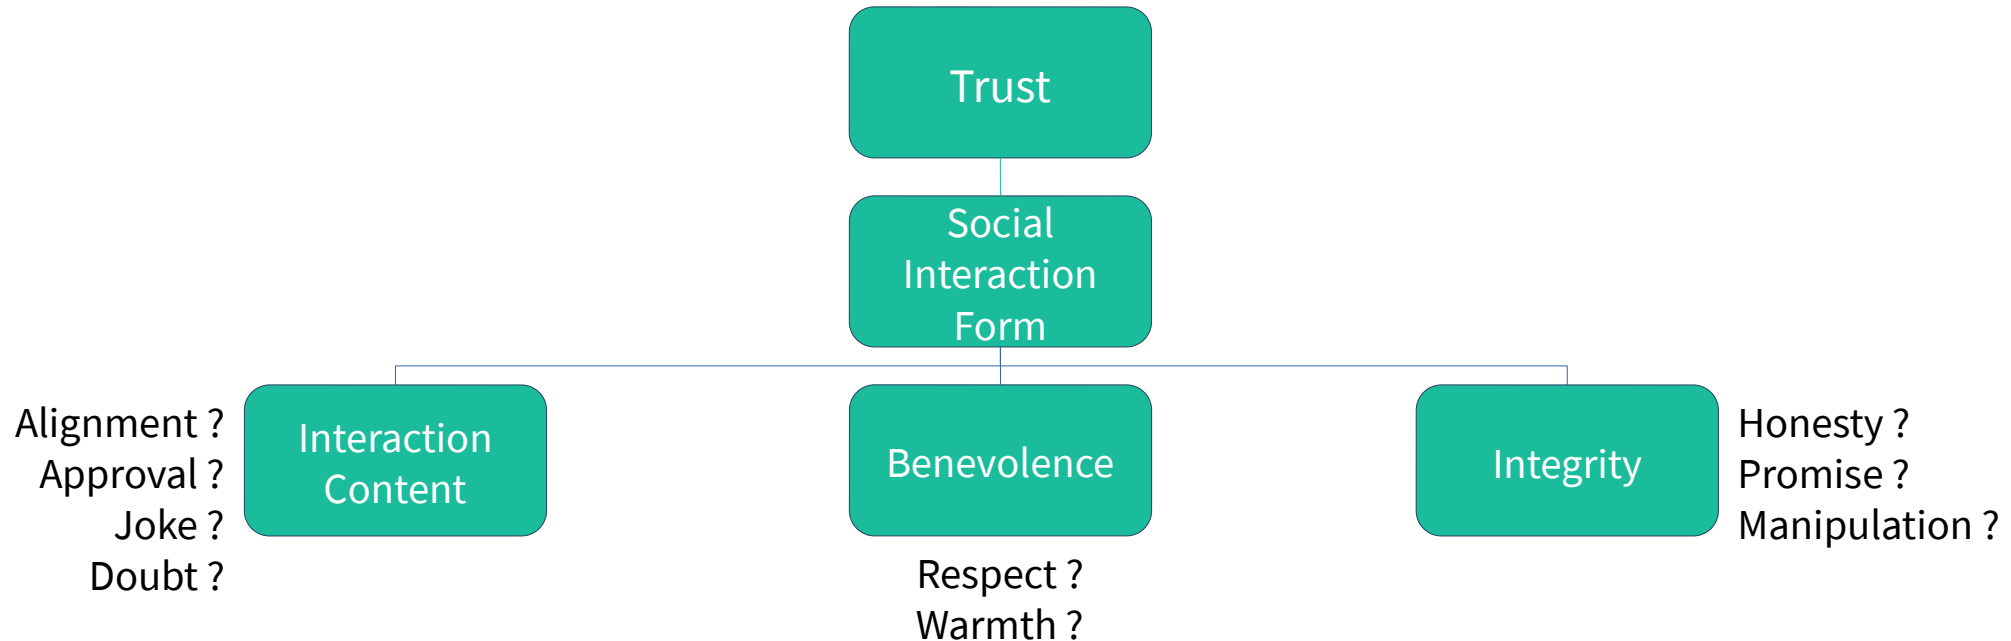 Trust
Social
Interaction
Form
Alignment ?
Approval ?
Joke ?
Doubt ?
Interaction
Content
Benevolence
Respect ?
Warmth ?
Integrity
Honesty ?
Promise ?
Manipulation ?